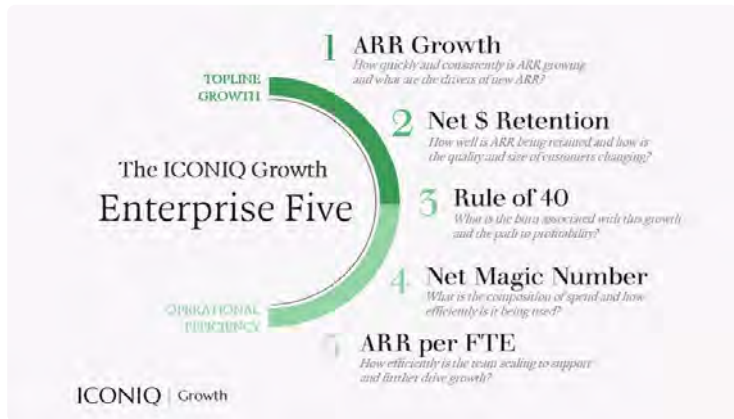 1 ARR Growth
How quickly and consistently is ARR growing
and what are the drivers of new ARR?
TOPLINE
GROWTH
2 Net $ Retention
How well is ARR being retained and how is
the quality and size of customers changing?
The ICONIQ Growth
Enterprise Five
3 Rule of 40
What is the burn associated with this growth
and the path to profitability?
4 Net Magic Number
What is the composition of spend and how
efficiently is it being used?
OPERATIONAL
EFFICIENCY
5 ARR per FTE
How efficiently is the team scaling to support
and further drive growth?
ICONIQ | Growth